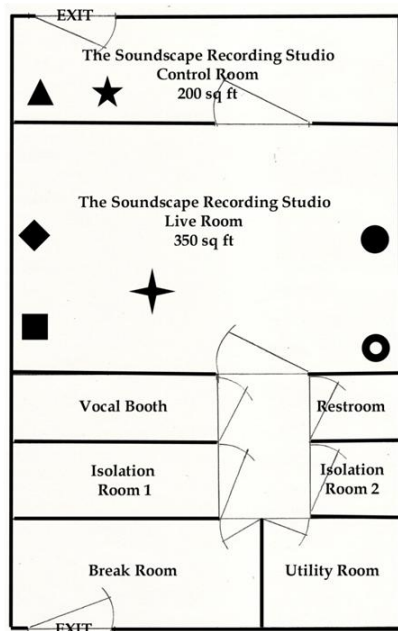 EXIT
The Soundscape Recording Studio
Control Room
200 sq ft
The Soundscape Recording Studio
Live Room
350 sq ft
Vocal Booth
Restroom
Isolation
Room 1
Isolation
Room 2
Break Room
Utility Room
EXIT